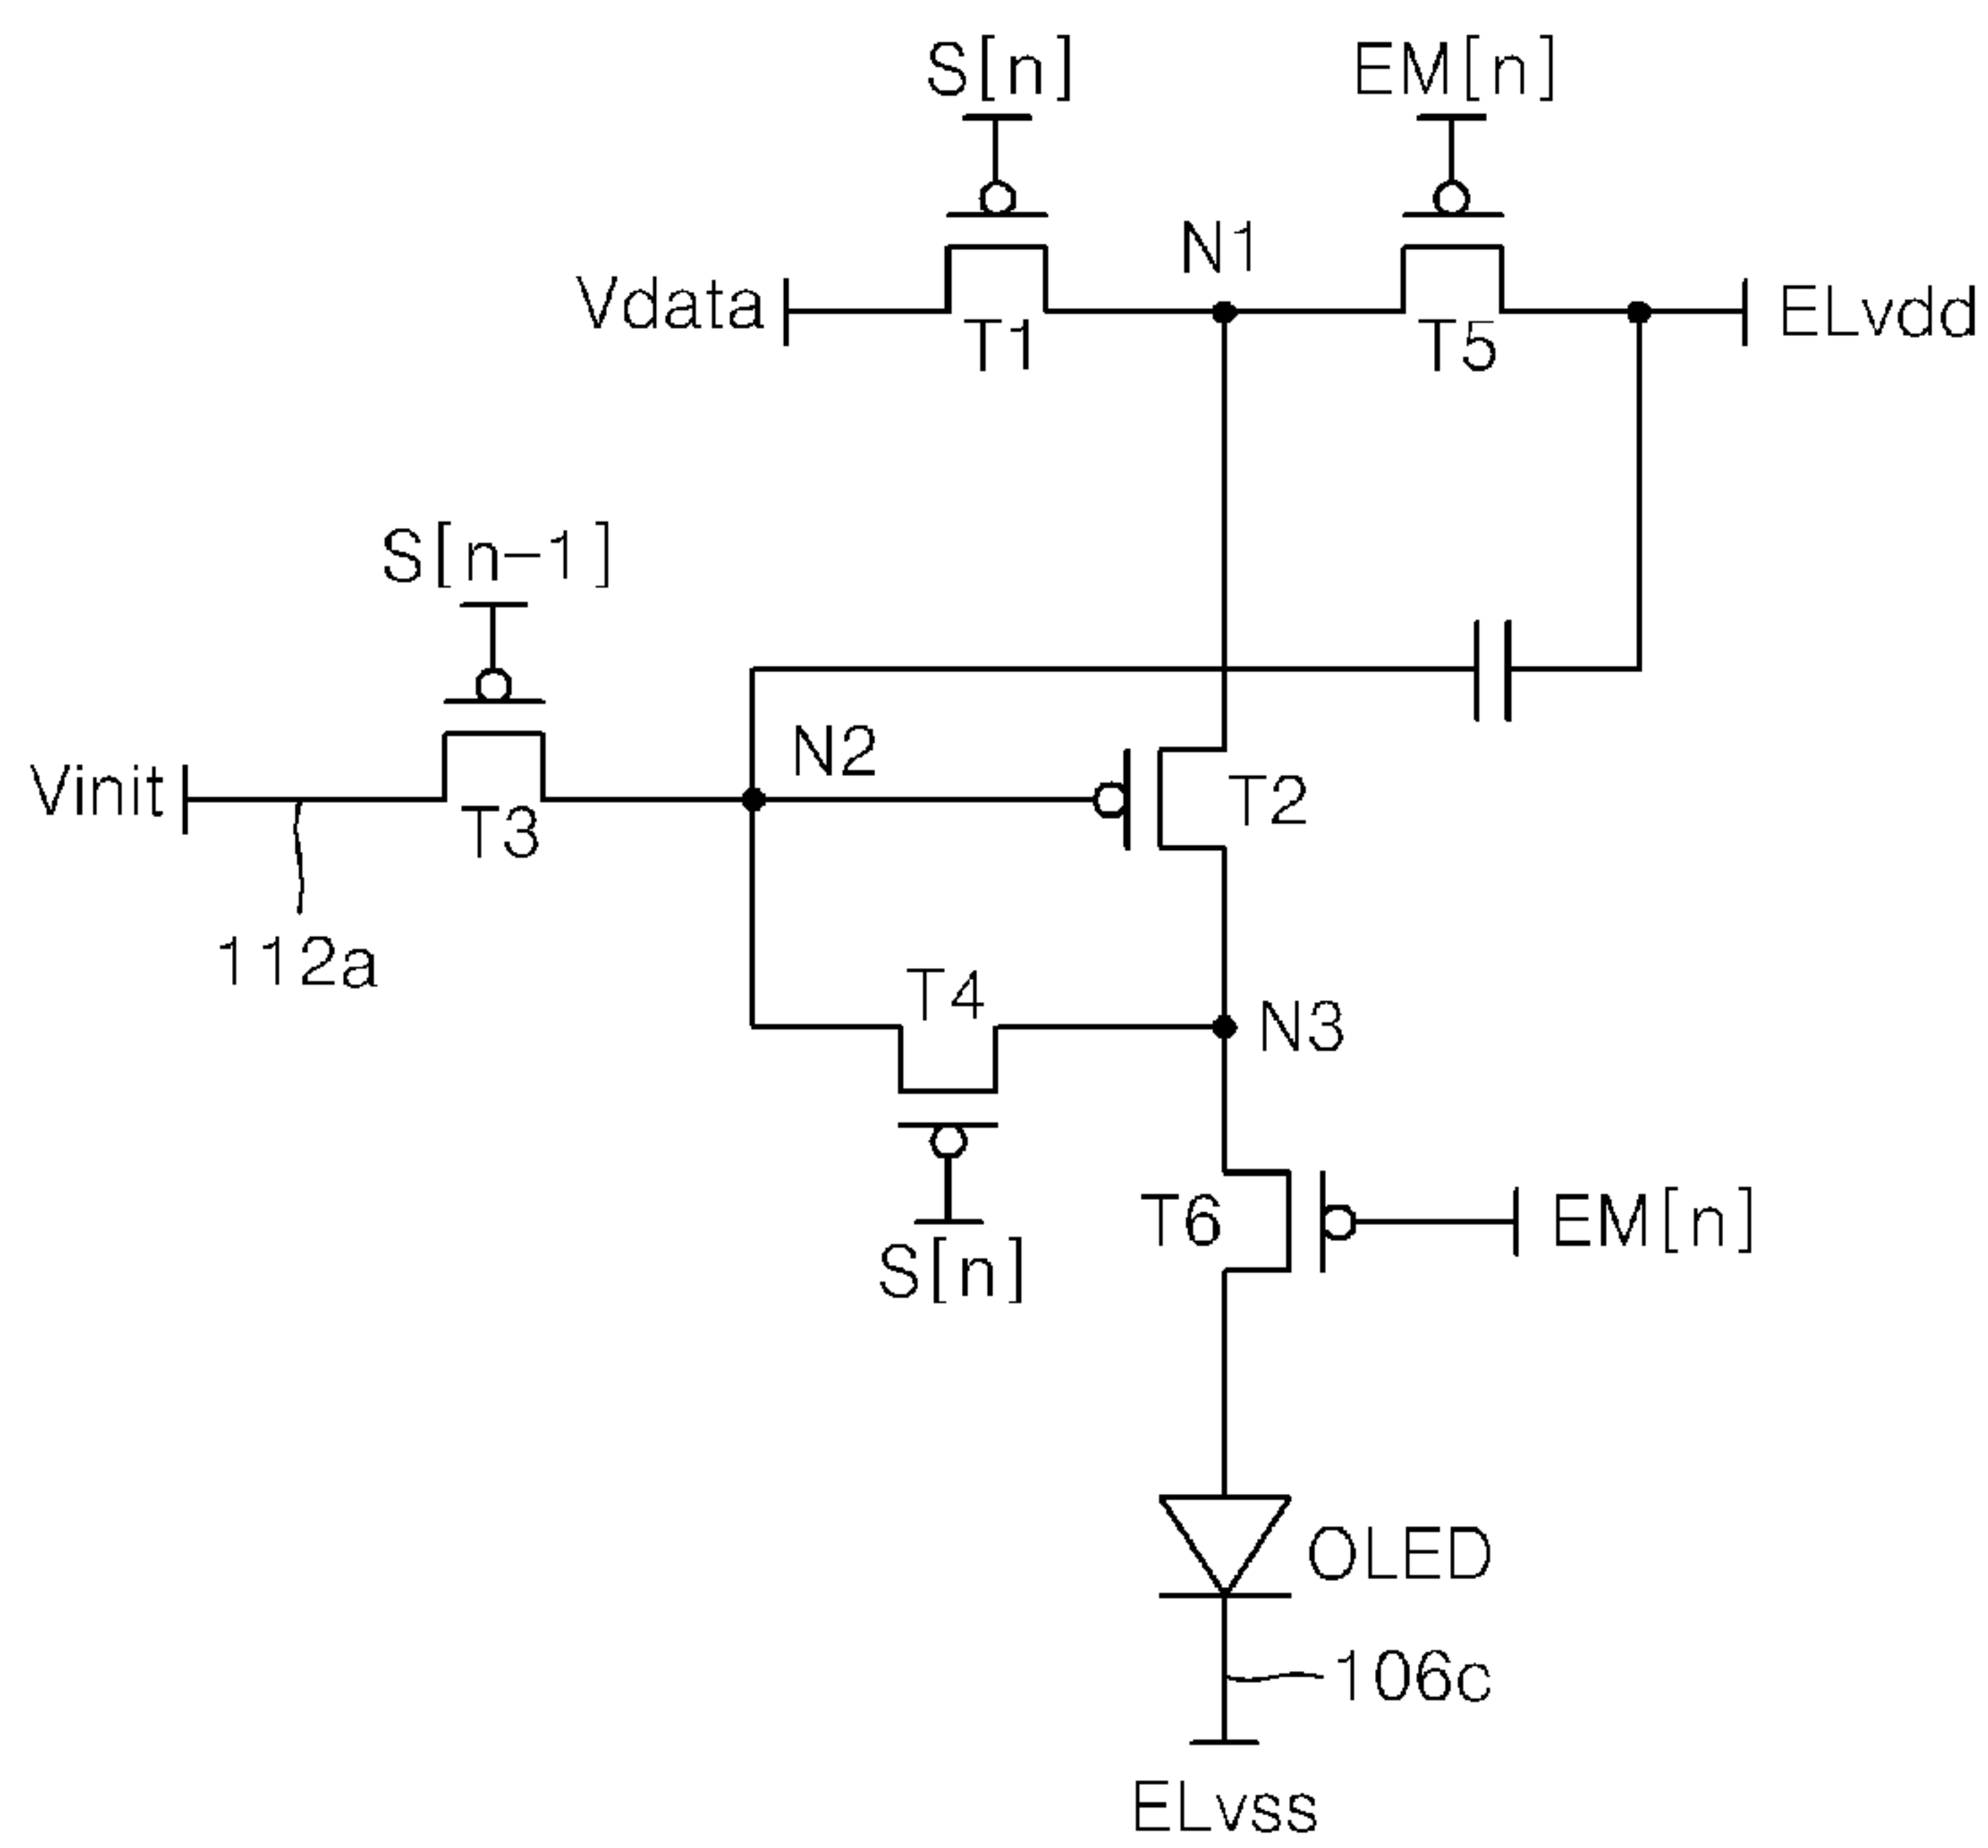 S[n]
EM[n]
N1
Vdata
ELvdd
T1
T5
S[n-1]
N2
Vinit
T2
T3
112a
T4
N3
T6
EM[n]
S[n]
OLED
106c
ELvss